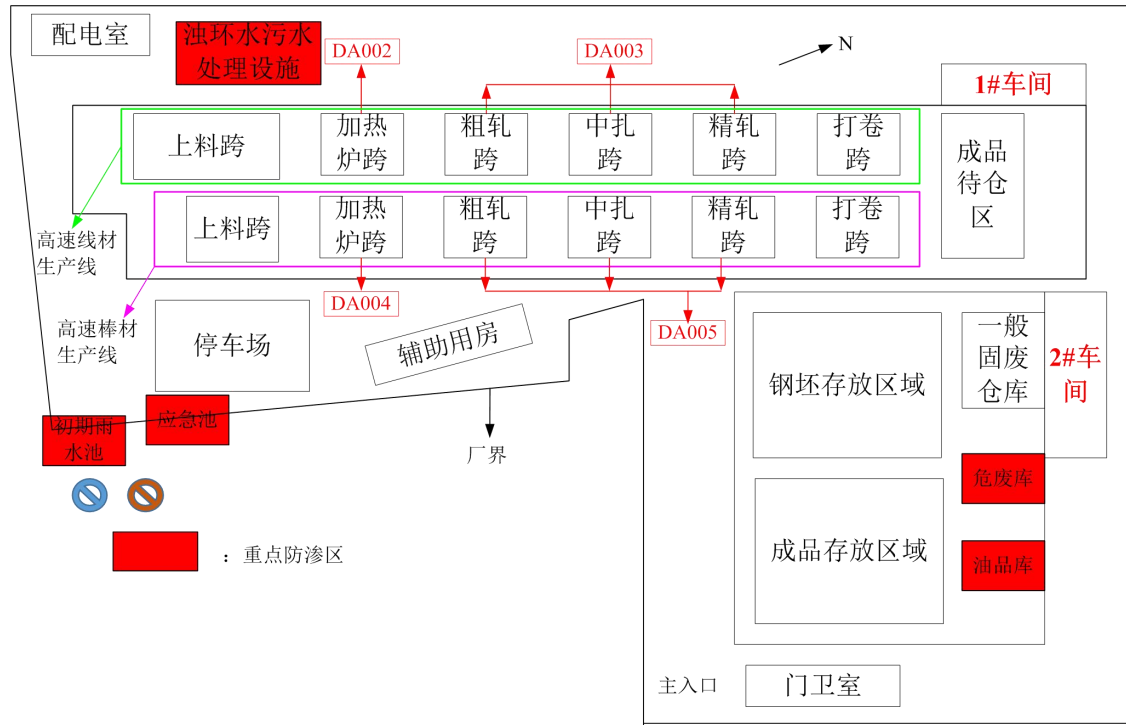 配电室
浊环水污水
处理设施
DA002
DA003
N
1#车间
上料跨
加热
炉跨
粗轧
跨
中扎
跨
精轧
跨
打卷
跨
成品
待仓
区
上料跨
加热
炉跨
粗轧
跨
中扎
跨
精轧
跨
打卷
跨
高速线材
生产线
高速棒材
生产线
DA004
DA005
停车场
辅助用房
钢坯存放区域
一般
固废
仓库
2#车
间
初期雨
水池
应急池
厂界
危废库
成品存放区域
油品库
：重点防渗区
主入口
门卫室